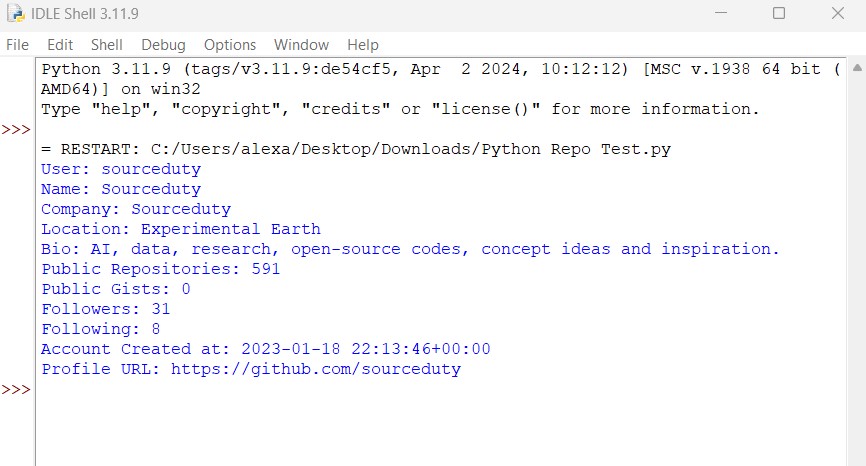 IDLE Shell 3.11.9
File Edit Shell Debug Options Window Help
Python 3.11.9 (tags/v3.11.9:de54cf5, Apr  2 2024, 10:12:12) [MSC v.1938 64 bit (
AMD64)] on win32
Type "help", "copyright", "credits" or "license()" for more information.
>>>
= RESTART: C:/Users/alexa/Desktop/Downloads/Python Repo Test.py
User: sourceduty
Name: Sourceduty
Company: Sourceduty
Location: Experimental Earth
Bio: AI, data, research, open-source codes, concept ideas and inspiration.
Public Repositories: 591
Public Gists: 0
Followers: 31
Following: 8
Account Created at: 2023-01-18 22:13:46+00:00
Profile URL: https://github.com/sourceduty
>>>